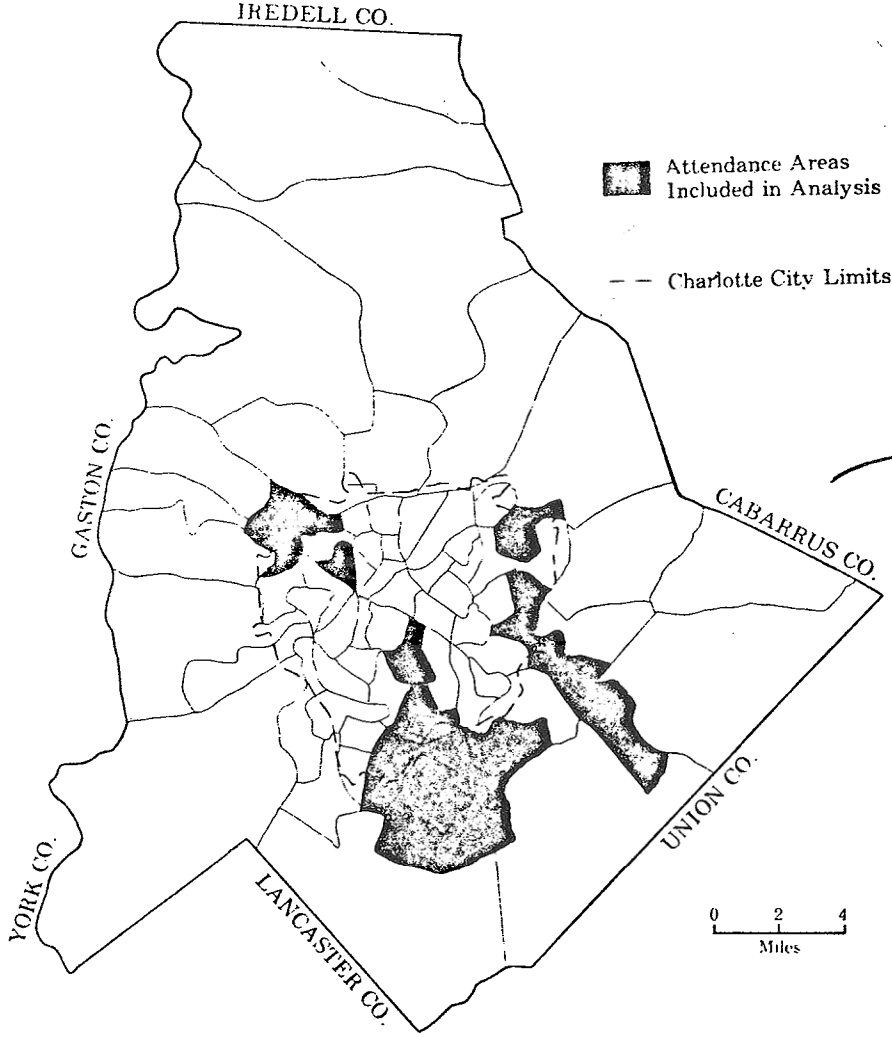 IREDELL CO.
Attendance Areas
Included in Analysis
Charlotte City Limits
GASTON CO.
CABARRUS CO.
UNION CO.
YORK CO.
LANCASTER CO.
0 2 4
Miles